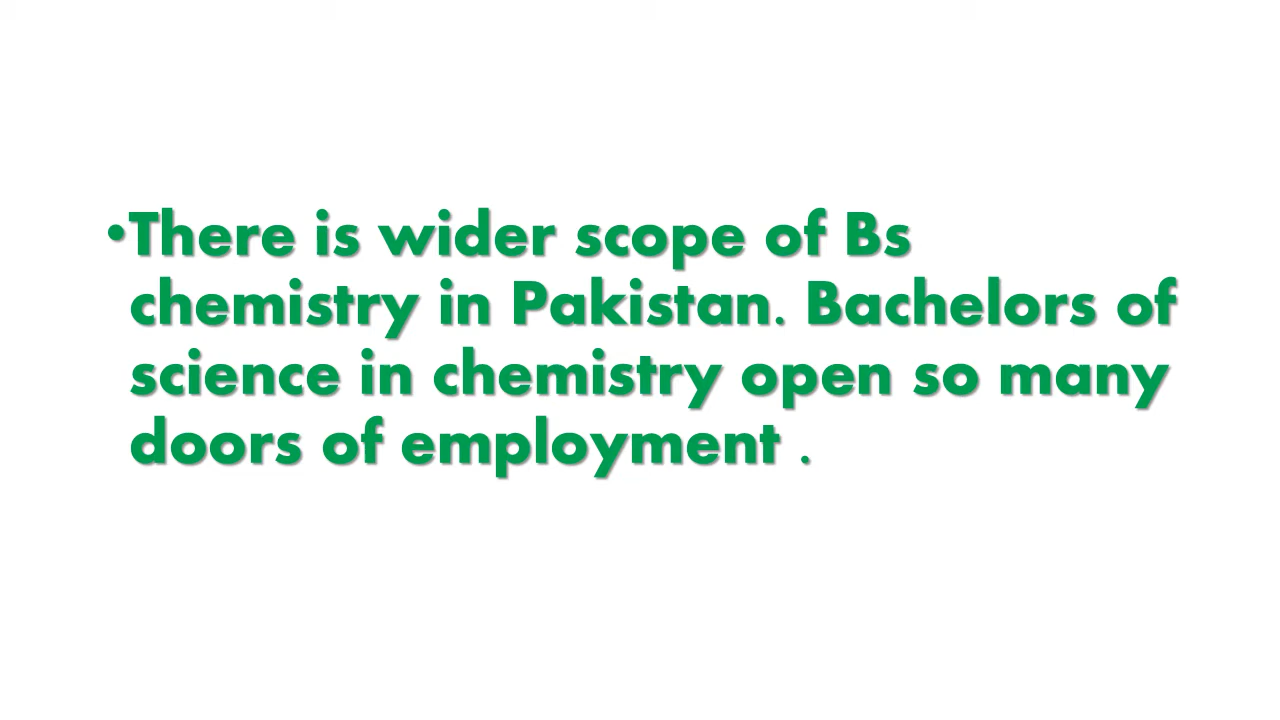 •There is wider scope of Bs
chemistry in Pakistan. Bachelors of
science in chemistry open so many
doors of employment .